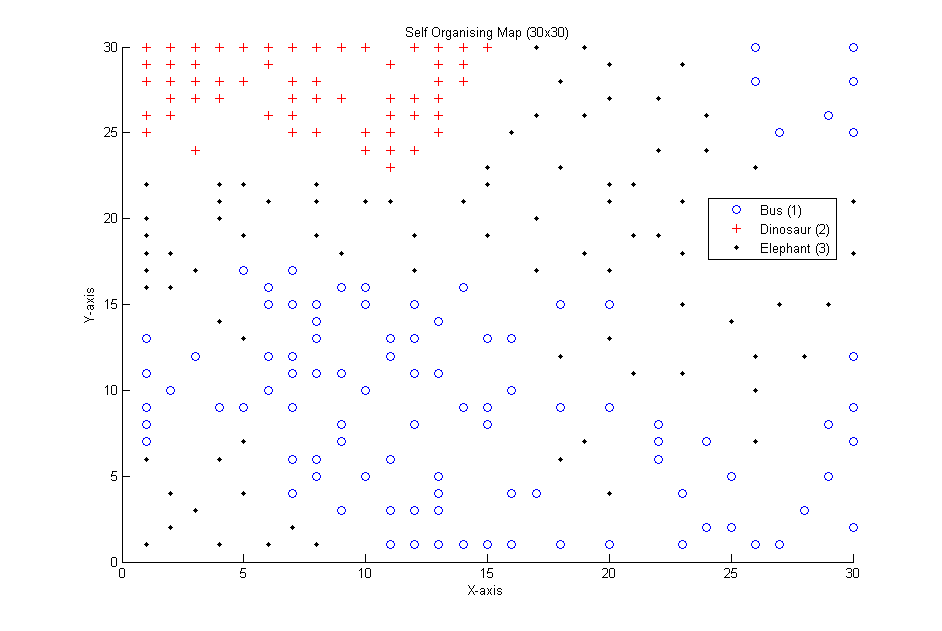 Self Organising Map (30x30)
Y-axis
30
25
20
15
10
5
0
Bus (1)
Dinosaur (2)
Elephant (3)
0 5 10 15 20 25 30
X-axis